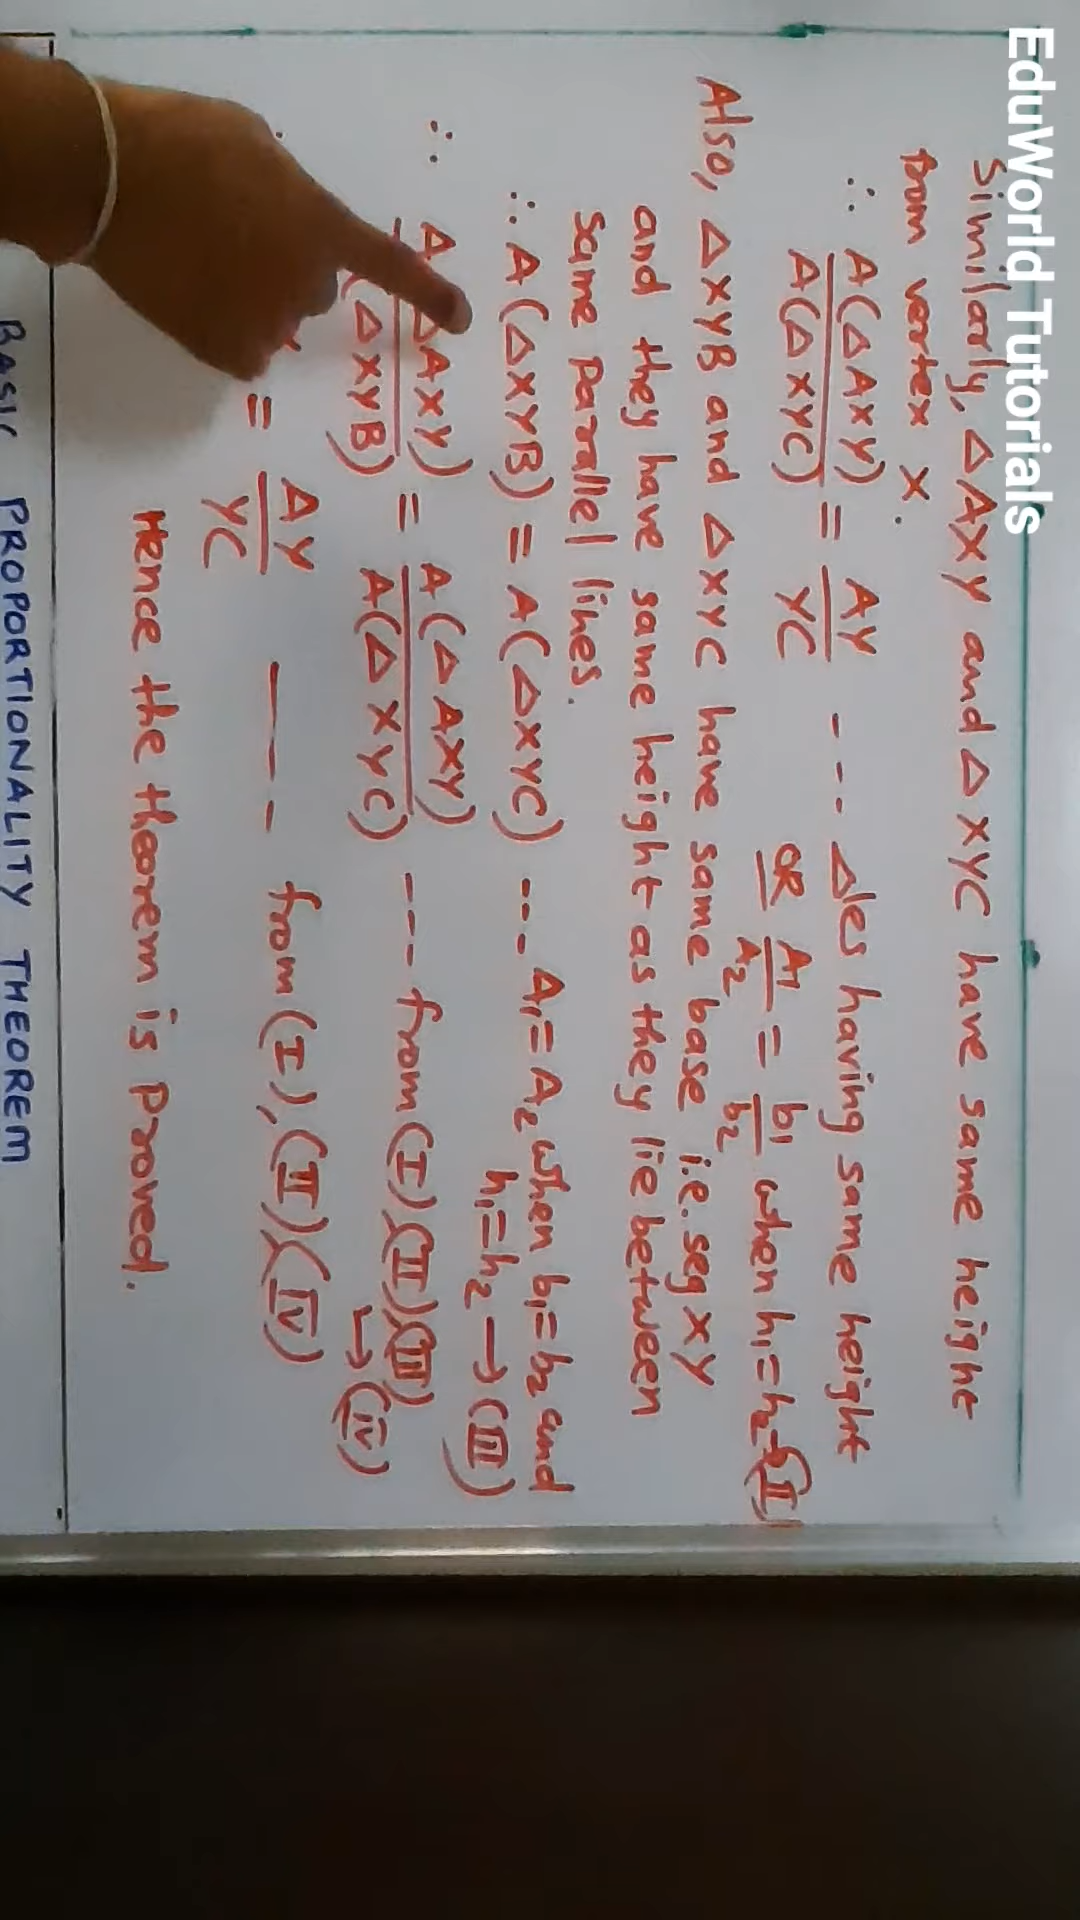 EduWorld Tutorials
Similarly, Δ AXY and Δ XYC have same height
from vertex X.
∴ A(Δ AXY) / A(Δ XYC) = AY / YC --- Δles having same height
OR A1 / A2 = b1 / b2 when h1 = h2 → (II)
Also, Δ XYB and Δ XYC have same base i.e. seg XY
and they have same height as they lie between
same parallel lines.
∴ A(Δ XYB) = A(Δ XYC) --- A1 = A2 when b1 = b2 and
h1 = h2 → (III)
∴ A(Δ AXY) / (Δ XYB) = A(Δ AXY) / A(Δ XYC) --- from (I), (II), (III)
→ (IV)
= AY / YC ---- from (I), (II), (IV)
Hence the theorem is proved.
BASIC PROPORTIONALITY THEOREM